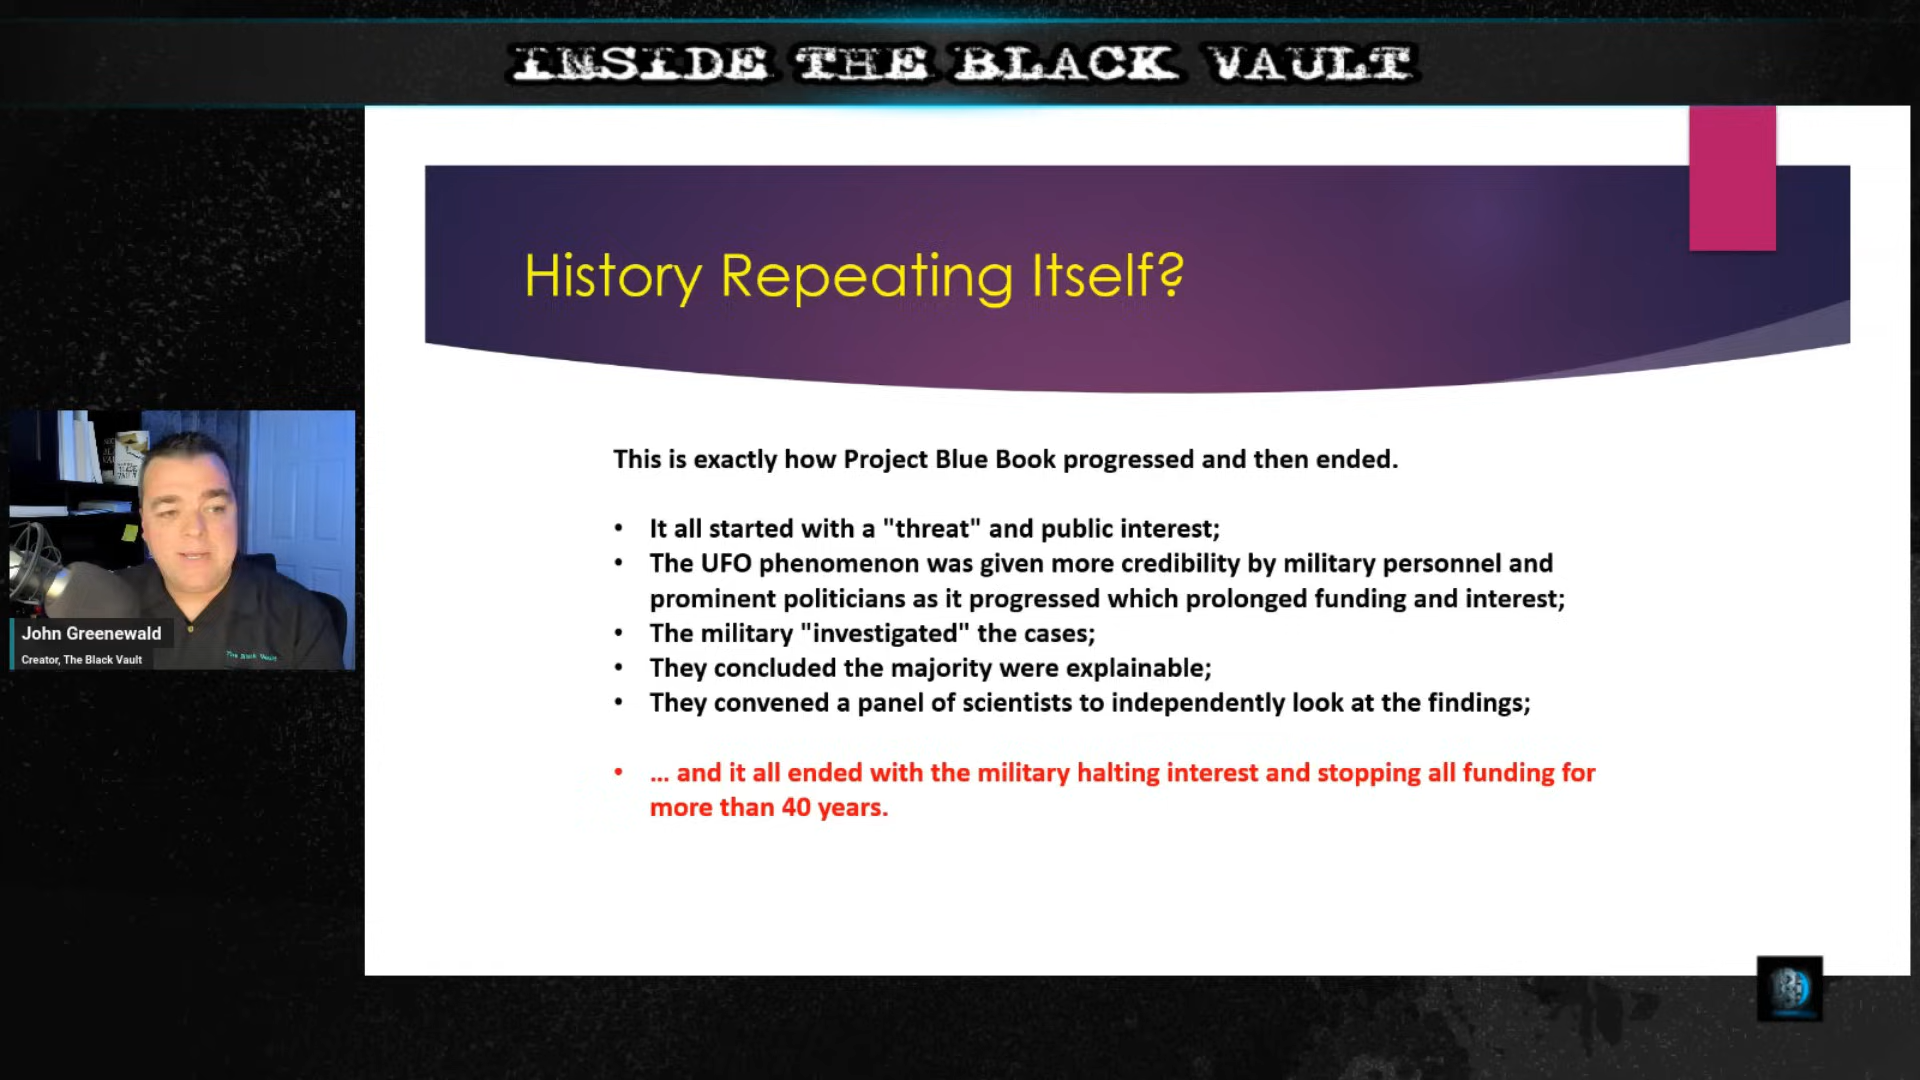 INSIDE THE BLACK VAULT
History Repeating Itself?
This is exactly how Project Blue Book progressed and then ended.
• It all started with a "threat" and public interest;
• The UFO phenomenon was given more credibility by military personnel and
prominent politicians as it progressed which prolonged funding and interest;
• The military "investigated" the cases;
• They concluded the majority were explainable;
• They convened a panel of scientists to independently look at the findings;
• ... and it all ended with the military halting interest and stopping all funding for
more than 40 years.
John Greenewald
Creator, The Black Vault
The Black Vault